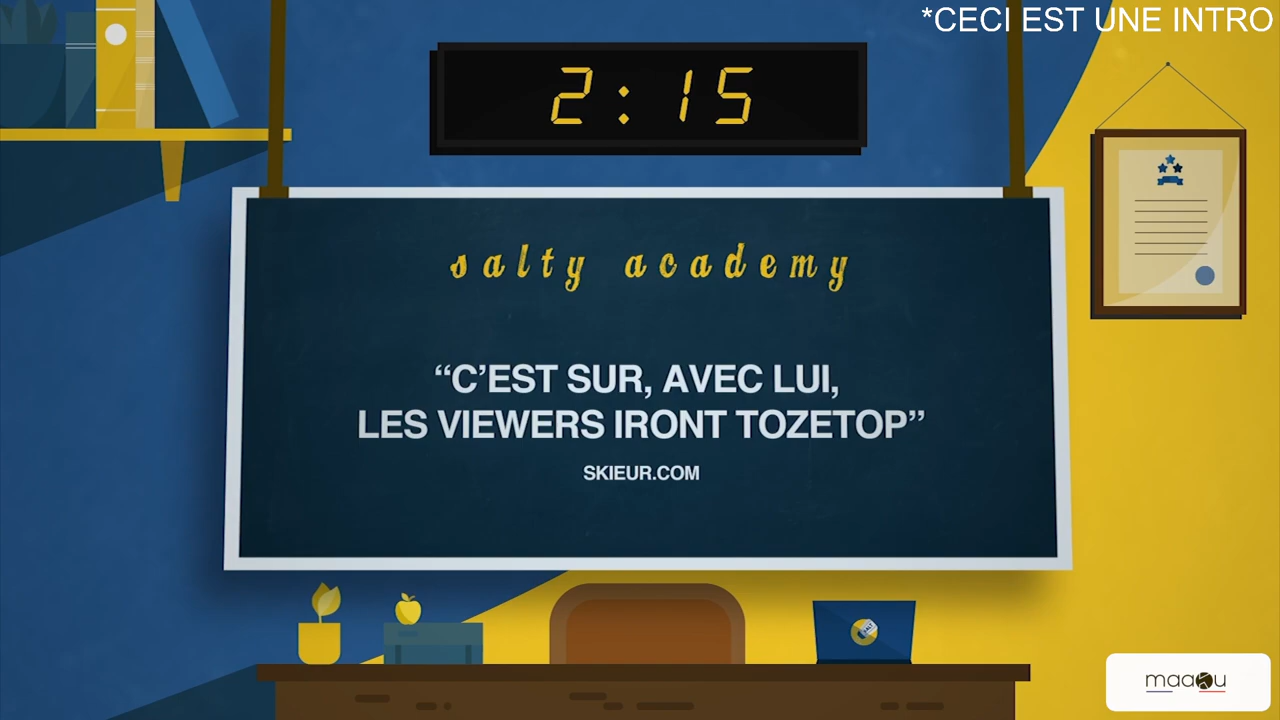 *CECI EST UNE INTRO
2:15
salty academy
“C’EST SUR, AVEC LUI,
LES VIEWERS IRONT TOZETOP”
SKIEUR.COM
maaKu